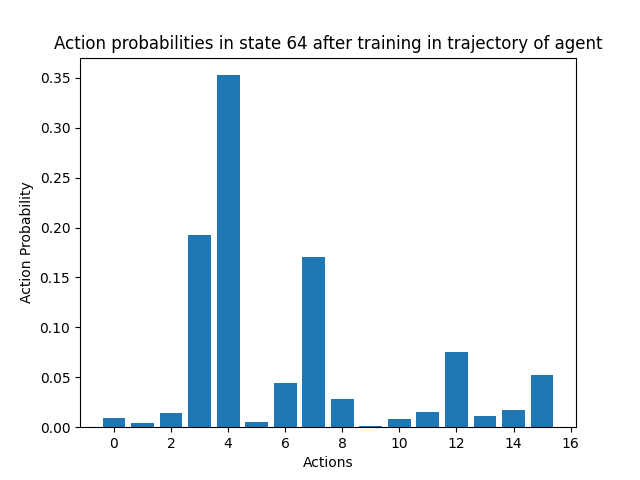 Action probabilities in state 64 after training in trajectory of agent
0.35
0.30
0.25
0.20
0.15
0.10
0.05
0.00
Action Probability
0 2 4 6 8 10 12 14 16
Actions